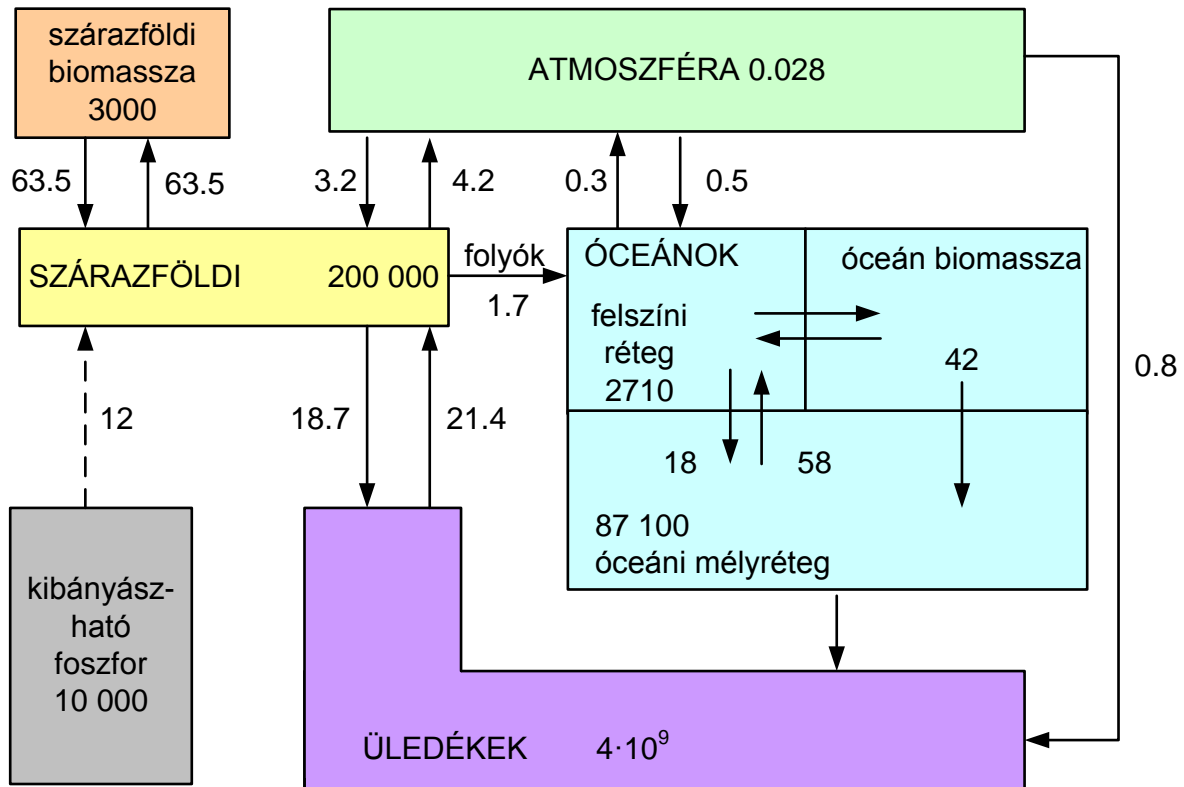 szárazföldi
biomassza
3000
ATMOSZFÉRA 0.028
63.5
63.5
3.2
4.2
0.3
0.5
SZÁRAZFÖLDI 200 000
folyók
1.7
ÓCEÁNOK
felszíni
réteg
2710
óceán biomassza
42
0.8
12
18.7
21.4
18
58
87 100
óceáni mélyréteg
kibányász-
ható
foszfor
10 000
ÜLEDÉKEK 4·10⁹